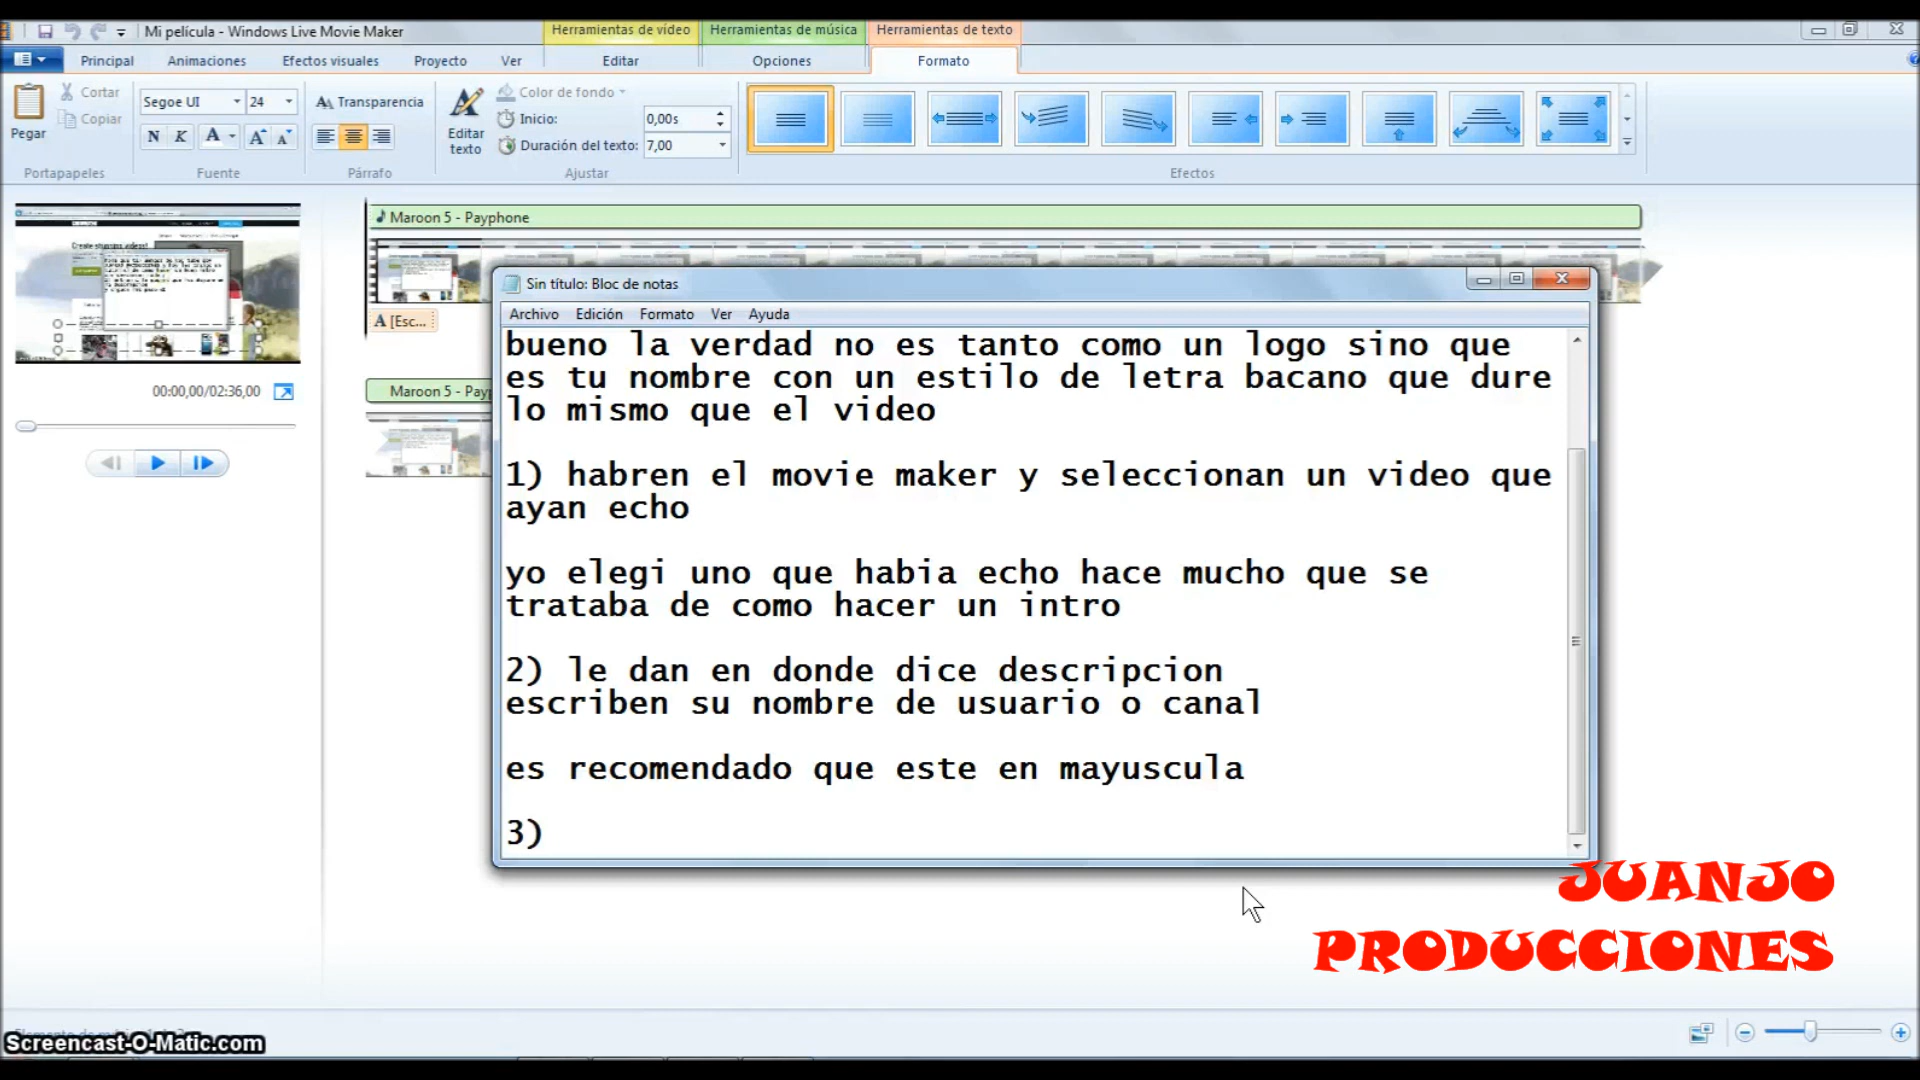 Mi película - Windows Live Movie Maker
Herramientas de vídeo
Herramientas de música
Herramientas de texto
Principal
Animaciones
Efectos visuales
Proyecto
Ver
Editar
Opciones
Formato
Pegar
Cortar
Copiar
Portapapeles
Segoe UI
24
N
K
A
A
A
Fuente
Transparencia
Párrafo
Editar
texto
Color de fondo
Inicio:
0,00s
Duración del texto:
7,00
Ajustar
Efectos
Maroon 5 - Payphone
A [Esc...
Maroon 5 - Payp
00:00,00/02:36,00
Sin título: Bloc de notas
Archivo
Edición
Formato
Ver
Ayuda
bueno la verdad no es tanto como un logo sino que
es tu nombre con un estilo de letra bacano que dure
lo mismo que el video
1) habren el movie maker y seleccionan un video que
ayan echo
yo elegi uno que habia echo hace mucho que se
trataba de como hacer un intro
2) le dan en donde dice descripcion
escriben su nombre de usuario o canal
es recomendado que este en mayuscula
3)
JUANJO
PRODUCCIONES
Screencast-O-Matic.com